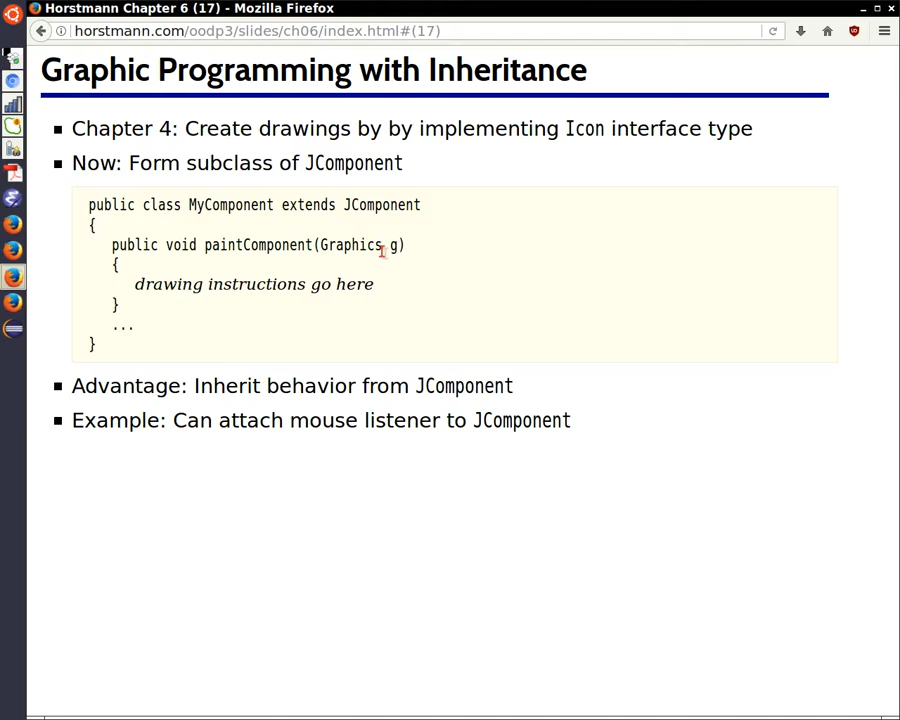 Horstmann Chapter 6 (17) - Mozilla Firefox
horstmann.com/oodp3/slides/ch06/index.html#(17)
Graphic Programming with Inheritance
Chapter 4: Create drawings by by implementing Icon interface type
Now: Form subclass of JComponent
public class MyComponent extends JComponent
{
public void paintComponent(Graphics g)
{
drawing instructions go here
}
...
}
Advantage: Inherit behavior from JComponent
Example: Can attach mouse listener to JComponent